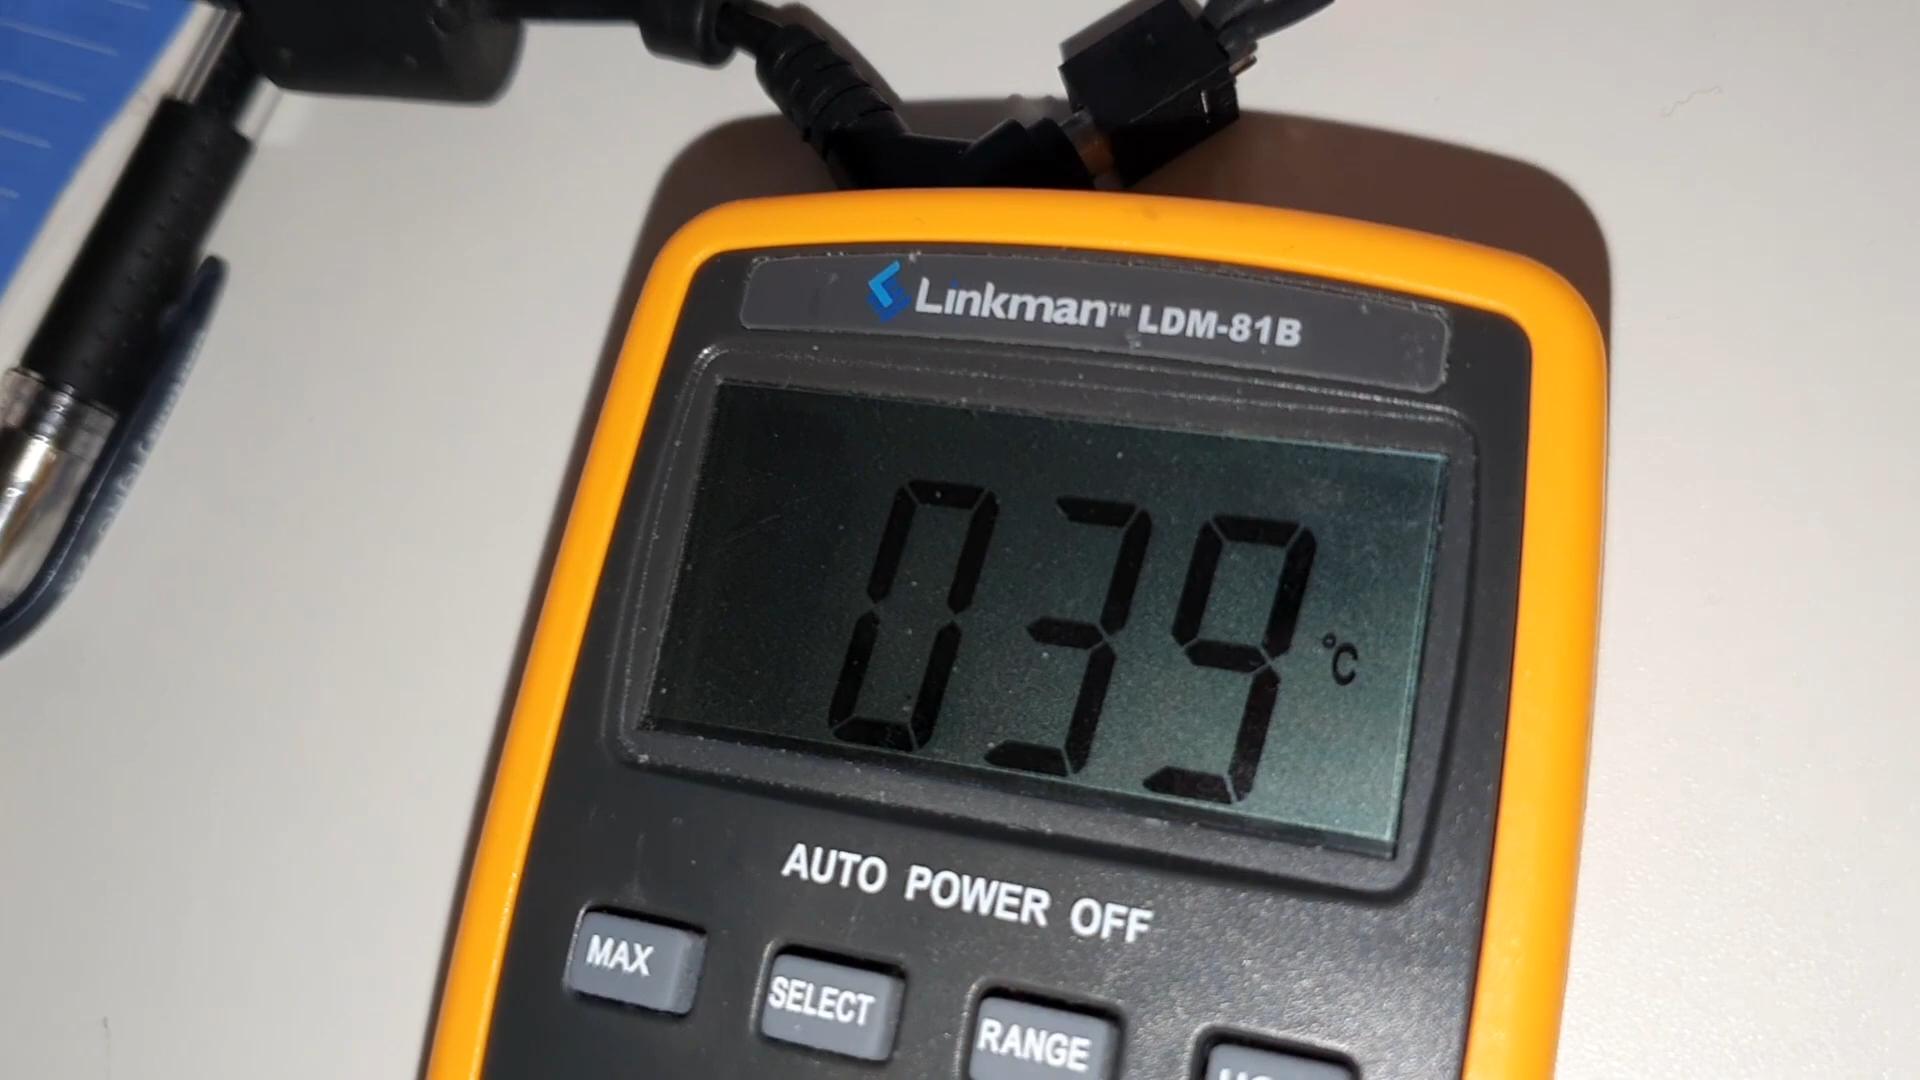 Linkman™ LDM-81B
039 °C
AUTO POWER OFF
MAX
SELECT
RANGE